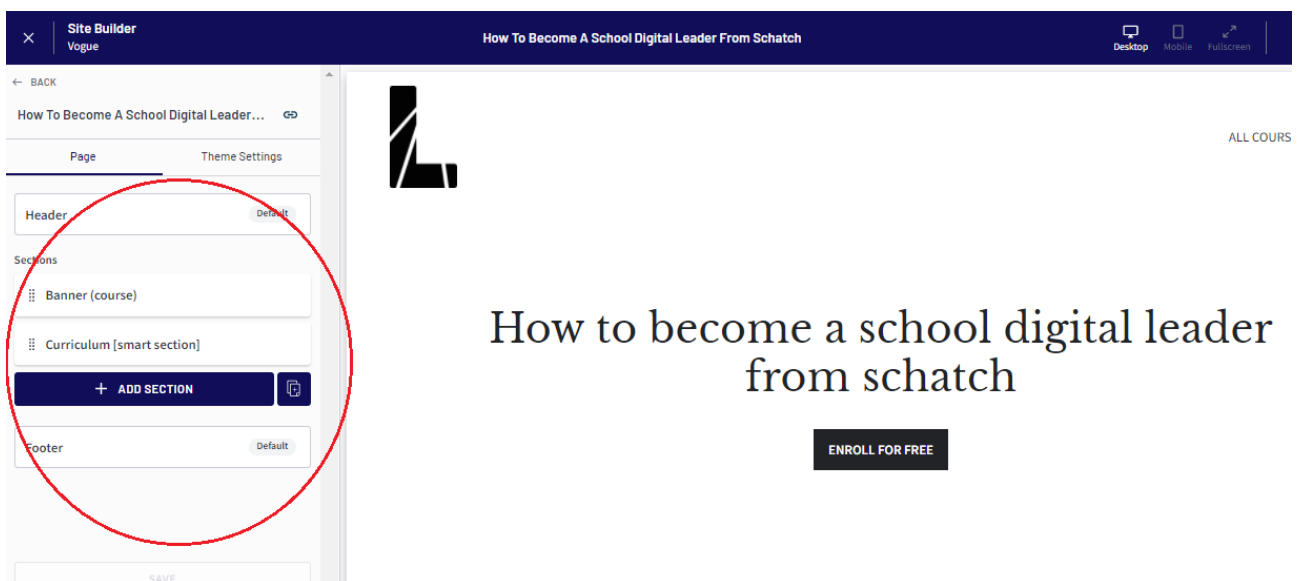 Site Builder
Vogue
How To Become A School Digital Leader From Schatch
Desktop
Mobile
Fullscreen
← BACK
How To Become A School Digital Leader...
Page
Theme Settings
Header
Default
Sections
Banner (course)
Curriculum [smart section]
+ ADD SECTION
Footer
Default
SAVE
ALL COURS
How to become a school digital leader
from schatch
ENROLL FOR FREE